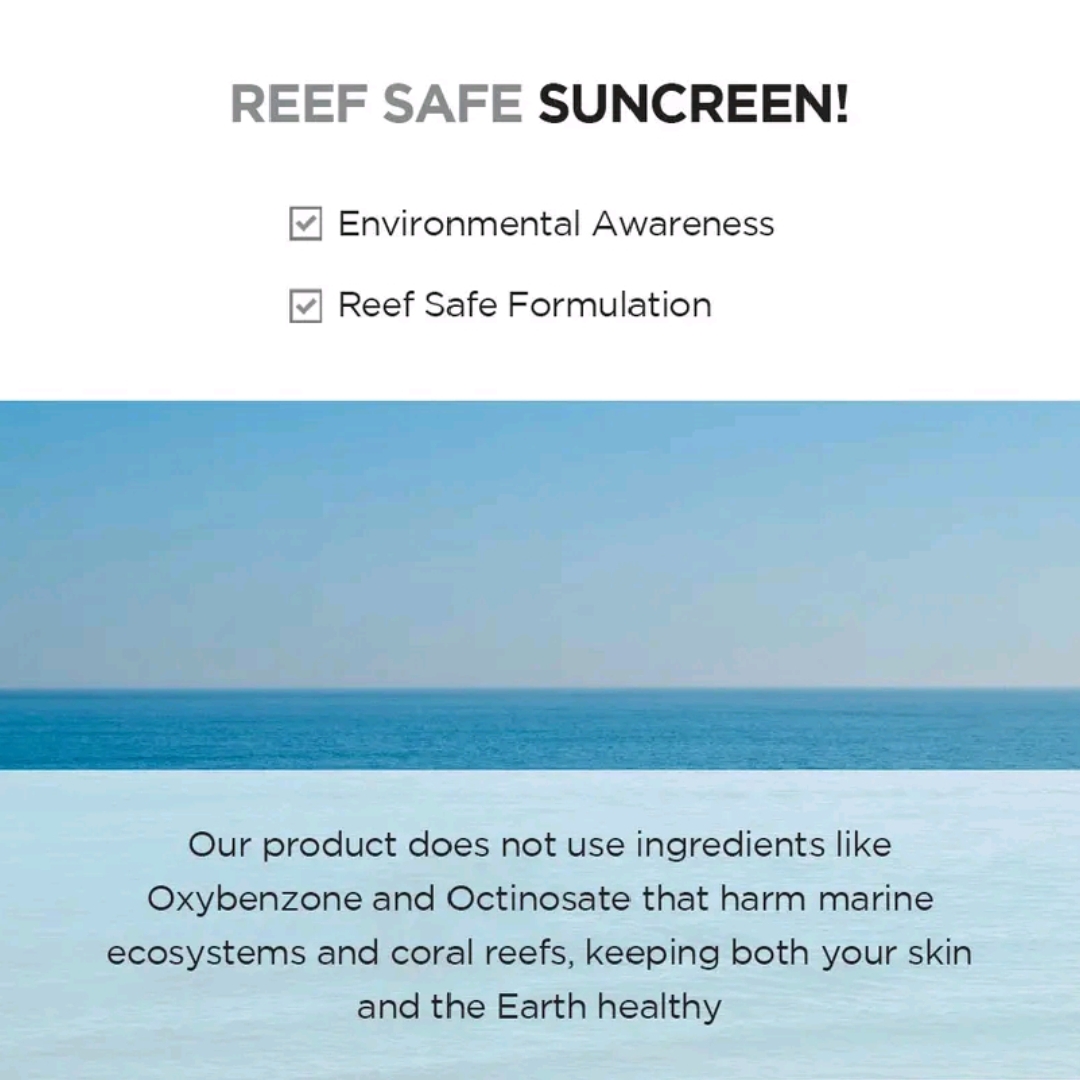 REEF SAFE SUNCREEN!
Environmental Awareness
Reef Safe Formulation
Our product does not use ingredients like
Oxybenzone and Octinosate that harm marine
ecosystems and coral reefs, keeping both your skin
and the Earth healthy